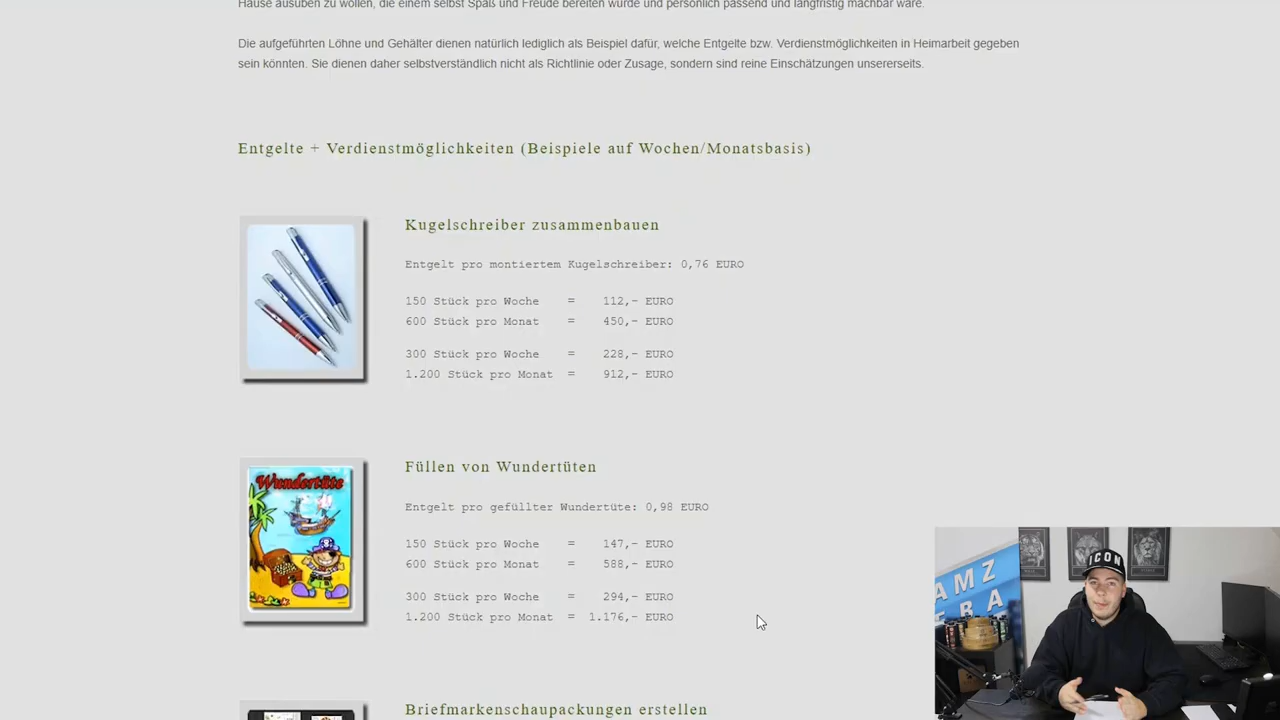 Hause ausüben zu wollen, die einem selbst Spaß und Freude bereiten würde und persönlich passend und langfristig machbar wäre.
Die aufgeführten Löhne und Gehälter dienen natürlich lediglich als Beispiel dafür, welche Entgelte bzw. Verdienstmöglichkeiten in Heimarbeit gegeben
sein könnten. Sie dienen daher selbstverständlich nicht als Richtlinie oder Zusage, sondern sind reine Einschätzungen unsererseits.
Entgelte + Verdienstmöglichkeiten (Beispiele auf Wochen/Monatsbasis)
Kugelschreiber zusammenbauen
Entgelt pro montiertem Kugelschreiber: 0,76 EURO
150 Stück pro Woche = 112,- EURO
600 Stück pro Monat = 450,- EURO
300 Stück pro Woche = 228,- EURO
1.200 Stück pro Monat = 912,- EURO
Wundertüte
Füllen von Wundertüten
Entgelt pro gefüllter Wundertüte: 0,98 EURO
150 Stück pro Woche = 147,- EURO
600 Stück pro Monat = 588,- EURO
300 Stück pro Woche = 294,- EURO
1.200 Stück pro Monat = 1.176,- EURO
Briefmarkenschaupackungen erstellen
ICON
AMZ
FBA